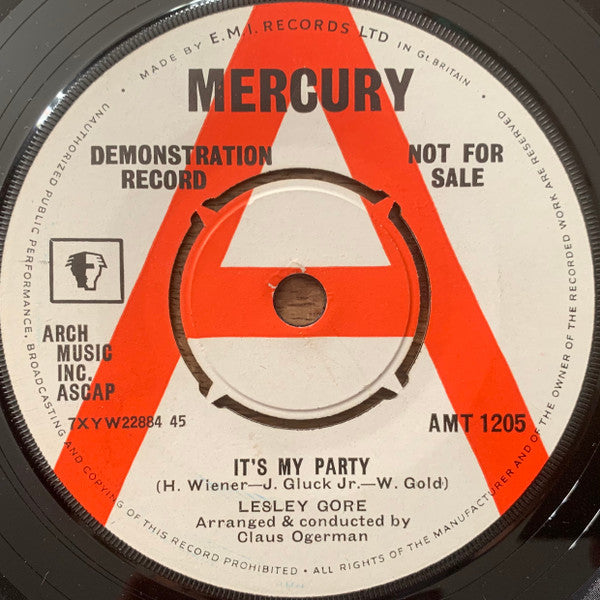 MADE BY E.M.I. RECORDS LTD IN GT. BRITAIN •
MERCURY
DEMONSTRATION
RECORD
NOT FOR
SALE
ARCH
MUSIC
INC.
ASCAP
7XYW22884 45
AMT 1205
IT'S MY PARTY
(H. Wiener—J. Gluck Jr.—W. Gold)
LESLEY GORE
Arranged & conducted by
Claus Ogerman
UNAUTHORIZED PUBLIC PERFORMANCE, BROADCASTING AND COPYING OF THIS RECORD PROHIBITED • ALL RIGHTS OF THE MANUFACTURER AND OF THE OWNER OF THE RECORDED WORK ARE RESERVED